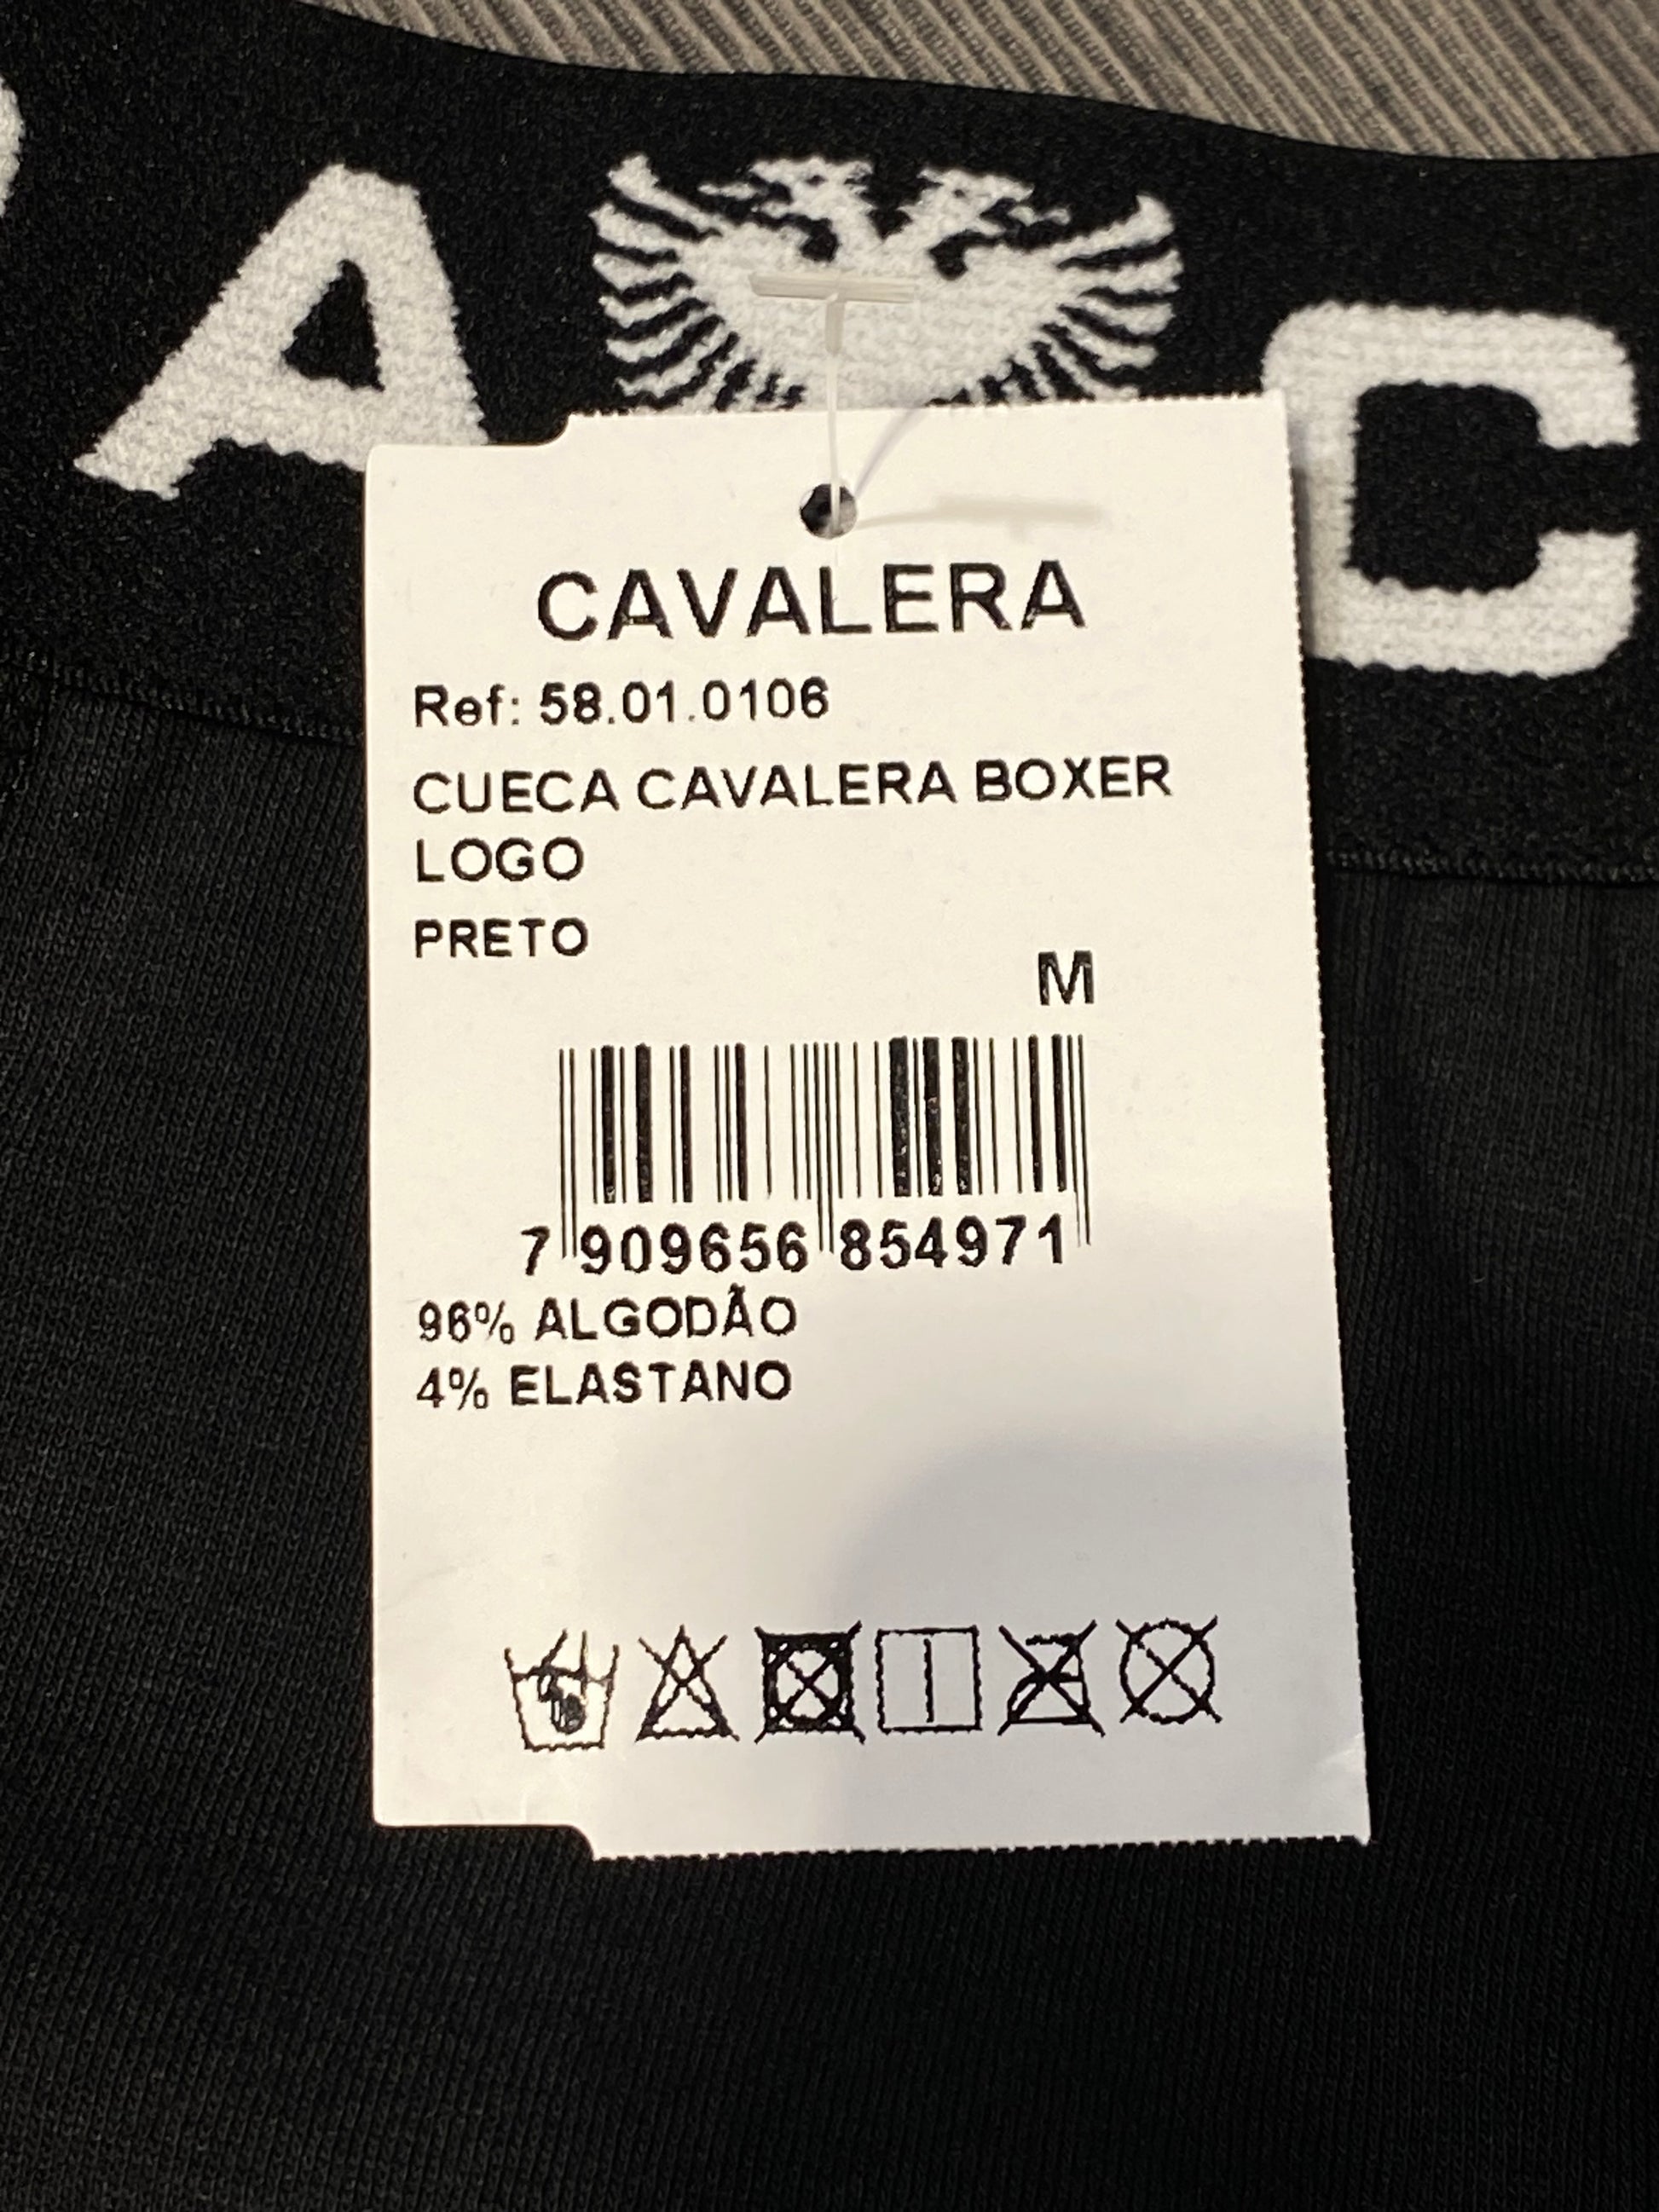 A C
CAVALERA
Ref: 58.01.0106
CUECA CAVALERA BOXER
LOGO
PRETO
M
7 909656 854971
96% ALGODÃO
4% ELASTANO